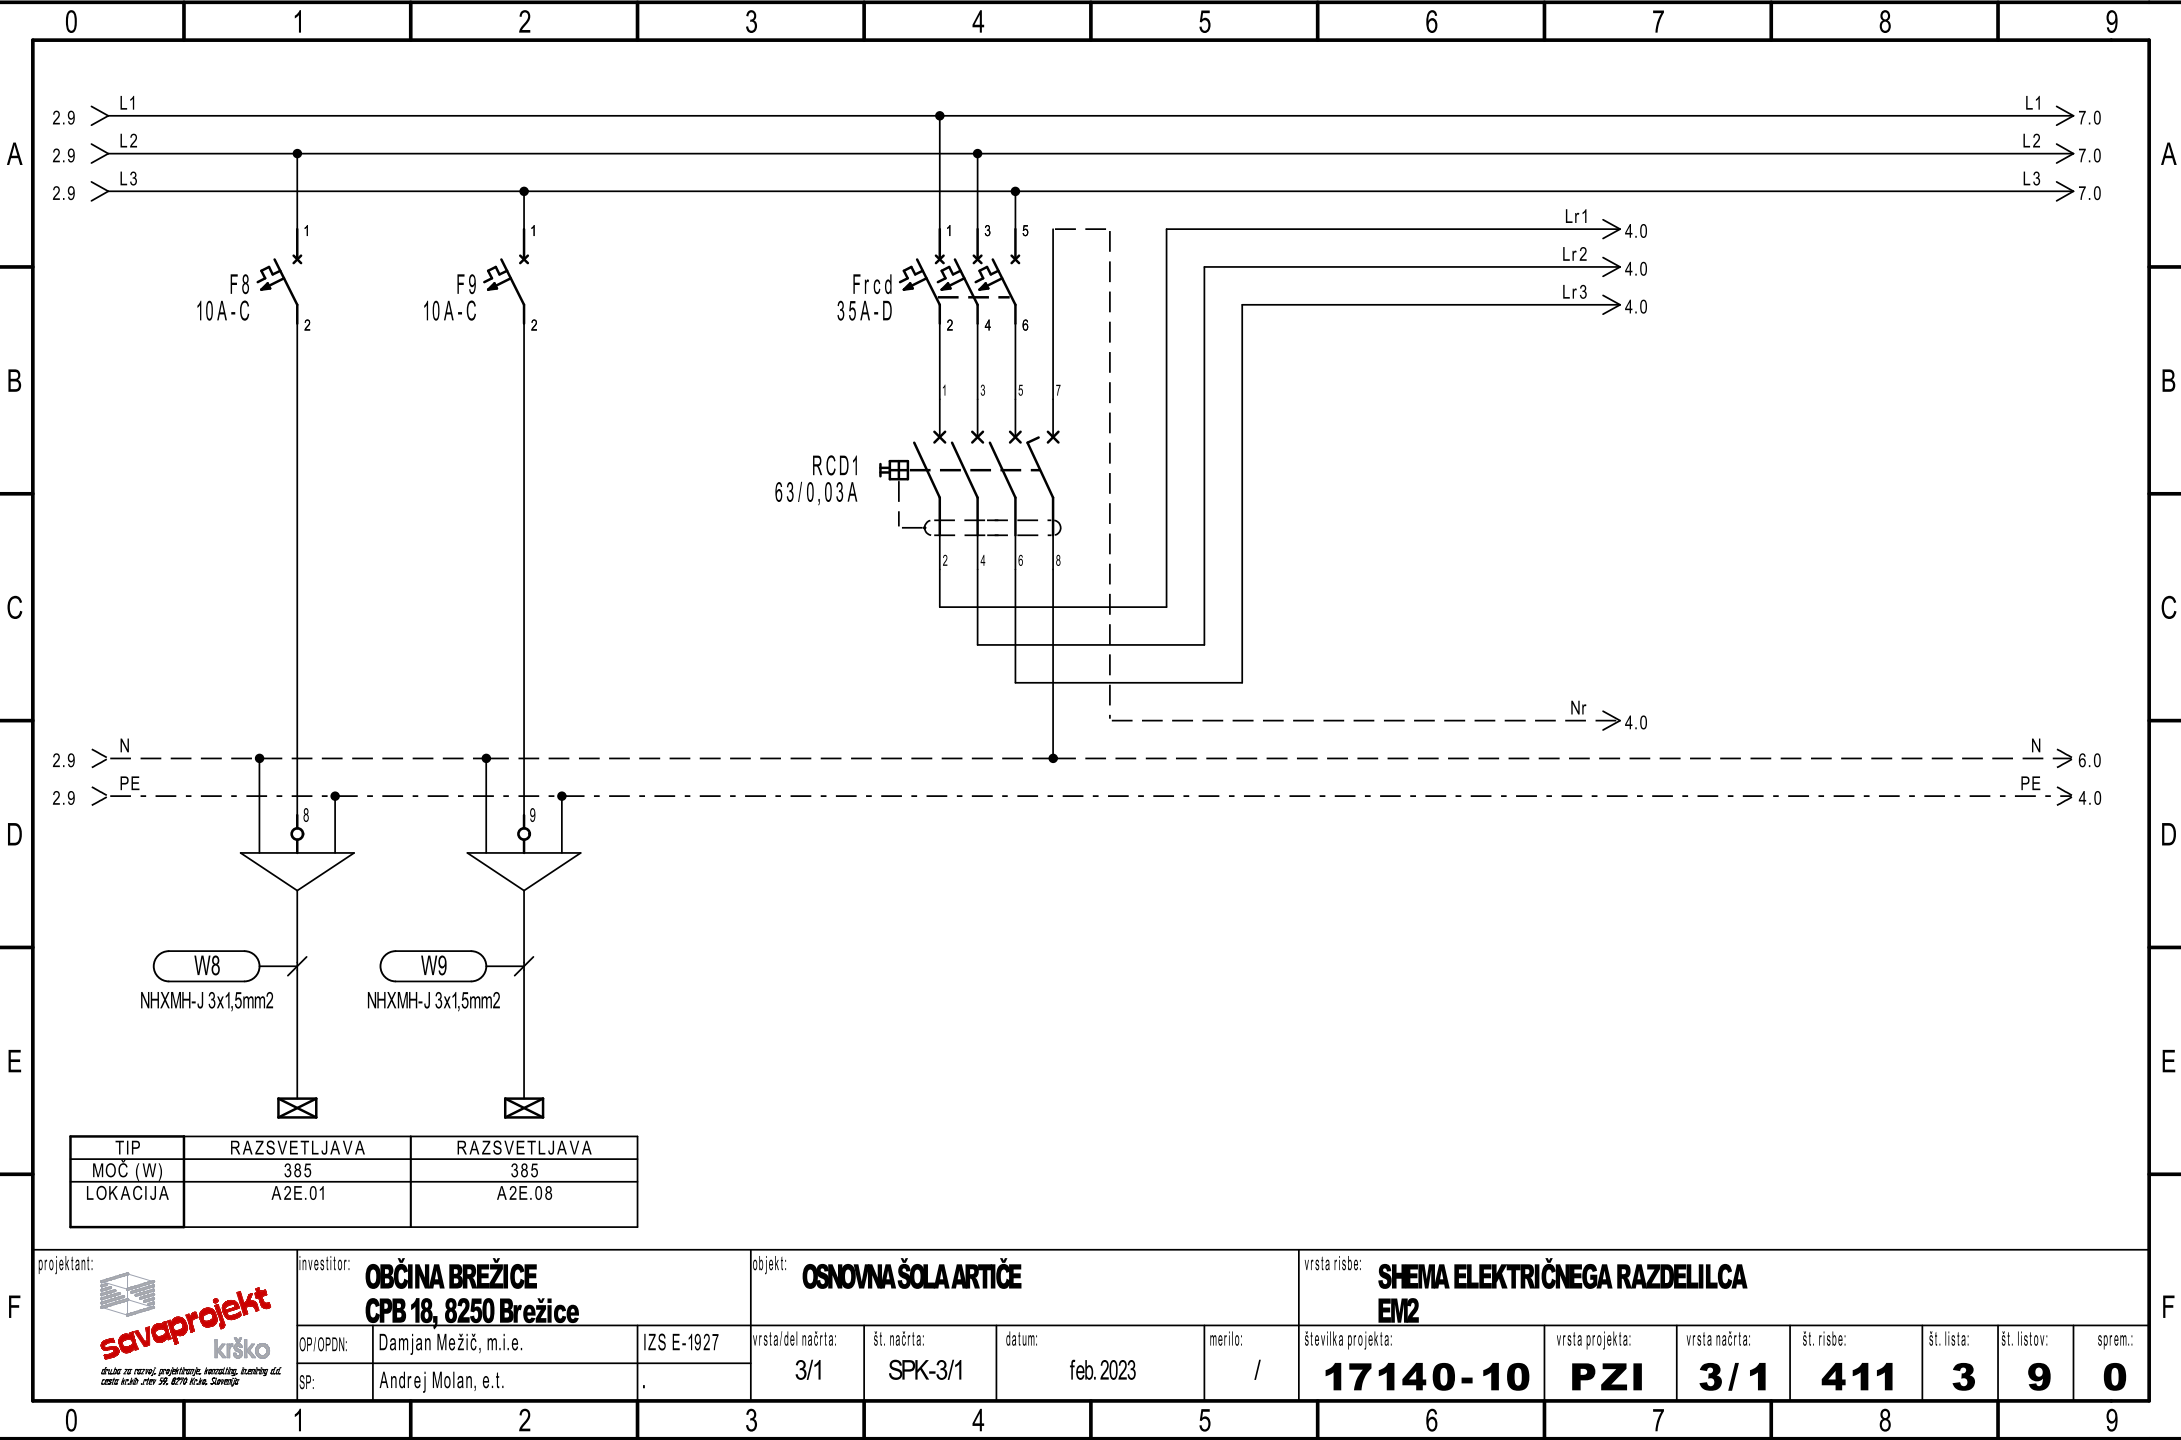 0 1 2 3 4 5 6 7 8 9
L1 L1
2.9 7.0
L2 L2
A 2.9 7.0 A
L3 L3
2.9 7.0
Lr1
1 1 1 3 5 4.0
Lr2
F8 F9 Frcd 4.0
10A-C 10A-C 35A-D Lr3
2 2 2 4 6 4.0
B 1 3 5 7 B
RCD1
63/0,03A
2 4 6 8
C C
Nr
4.0
N N
2.9 6.0
PE PE
2.9 4.0
8 9
D D
W8 W9
NHXMH-J 3x1,5mm2 NHXMH-J 3x1,5mm2
E E
TIP RAZSVETLJAVA RAZSVETLJAVA
MOČ (W) 385 385
LOKACIJA A2E.01 A2E.08
projektant: investitor: OBČINA BREŽICE objekt: OSNOVNA ŠOLA ARTIČE vrsta risbe: SHEMA ELEKTRIČNEGA RAZDELILCA
F CPB 18, 8250 Brežice EM2 F
savaprojekt
krško
OP/OPDN: Damjan Mežič, m.i.e. IZS E-1927 vrsta/del načrta: št. načrta: datum: merilo: številka projekta: vrsta projekta: vrsta načrta: št. risbe: št. lista: št. listov: sprem.:
3/1 SPK-3/1 feb. 2023 / 17140-10 PZI 3/1 411 3 9 0
SP: Andrej Molan, e.t. .
0 1 2 3 4 5 6 7 8 9